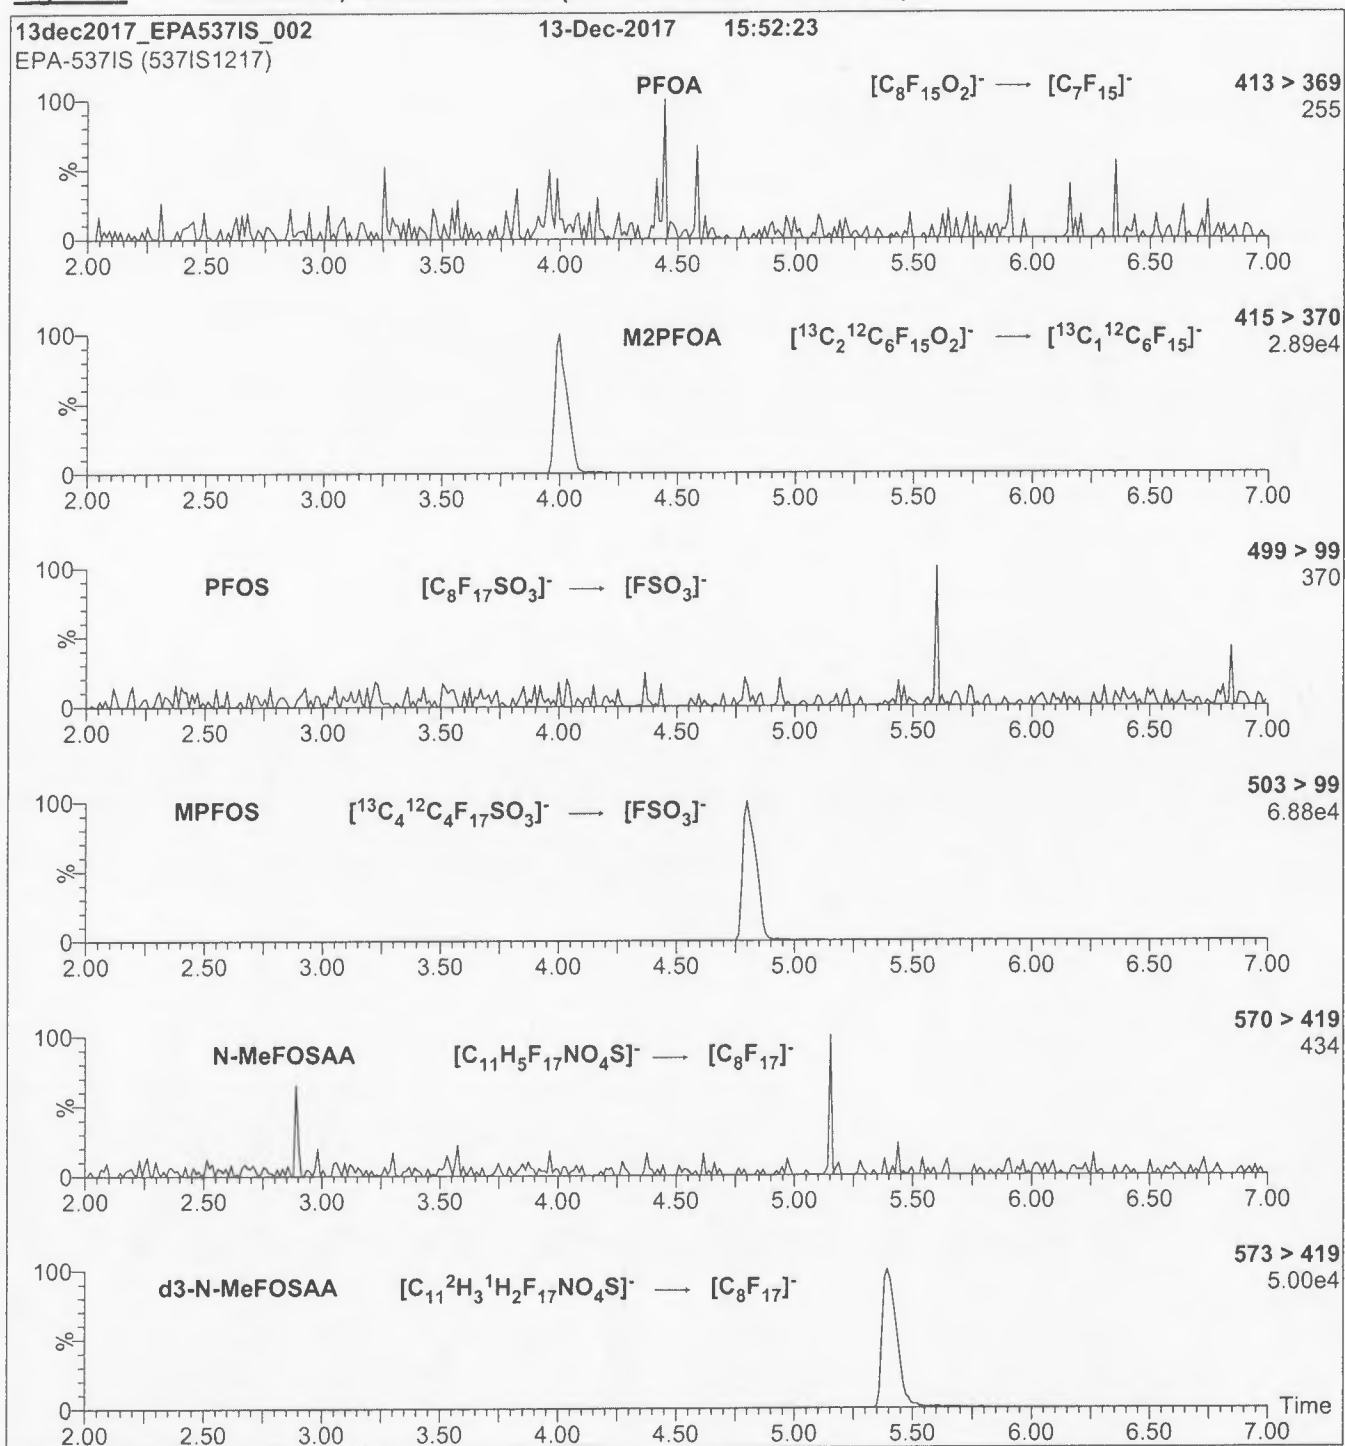 13dec2017_EPA537IS_002 13-Dec-2017 15:52:23
EPA-537IS (537IS1217)
PFOA [C₈F₁₅O₂]⁻ → [C₇F₁₅]⁻ 413 > 369
255
100
%
0
2.00 2.50 3.00 3.50 4.00 4.50 5.00 5.50 6.00 6.50 7.00
M2PFOA [¹³C₂¹²C₆F₁₅O₂]⁻ → [¹³C₁¹²C₆F₁₅]⁻ 415 > 370
2.89e4
100
%
0
2.00 2.50 3.00 3.50 4.00 4.50 5.00 5.50 6.00 6.50 7.00
499 > 99
370
PFOS [C₈F₁₇SO₃]⁻ → [FSO₃]⁻
100
%
0
2.00 2.50 3.00 3.50 4.00 4.50 5.00 5.50 6.00 6.50 7.00
503 > 99
6.88e4
MPFOS [¹³C₄¹²C₄F₁₇SO₃]⁻ → [FSO₃]⁻
100
%
0
2.00 2.50 3.00 3.50 4.00 4.50 5.00 5.50 6.00 6.50 7.00
570 > 419
434
N-MeFOSAA [C₁₁H₅F₁₇NO₄S]⁻ → [C₈F₁₇]⁻
100
%
0
2.00 2.50 3.00 3.50 4.00 4.50 5.00 5.50 6.00 6.50 7.00
573 > 419
5.00e4
d3-N-MeFOSAA [C₁₁²H₃¹H₂F₁₇NO₄S]⁻ → [C₈F₁₇]⁻
100
%
0
Time
2.00 2.50 3.00 3.50 4.00 4.50 5.00 5.50 6.00 6.50 7.00